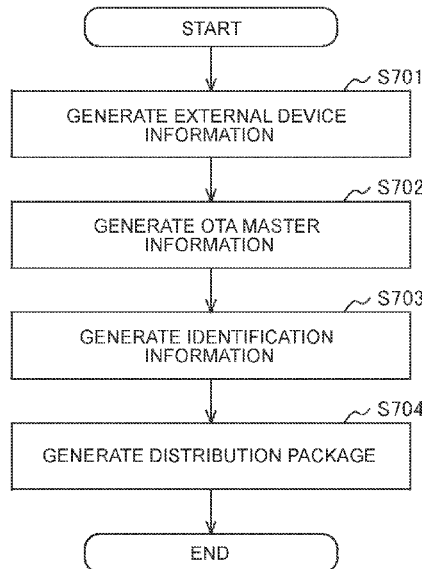 START
S701
GENERATE EXTERNAL DEVICE
INFORMATION
S702
GENERATE OTA MASTER
INFORMATION
S703
GENERATE IDENTIFICATION
INFORMATION
S704
GENERATE DISTRIBUTION PACKAGE
END